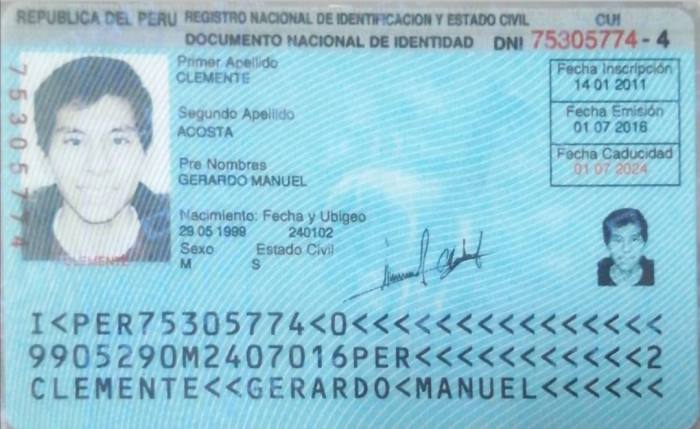 REPUBLICA DEL PERU REGISTRO NACIONAL DE IDENTIFICACION Y ESTADO CIVIL CUI
DOCUMENTO NACIONAL DE IDENTIDAD DNI 75305774 - 4
75305774
Primer Apellido
CLEMENTE
Segundo Apellido
ACOSTA
Pre Nombres
GERARDO MANUEL
Nacimiento: Fecha y Ubigeo
29 05 1999 240102
Sexo Estado Civil
M S
Fecha Inscripción
14 01 2011
Fecha Emisión
01 07 2016
Fecha Caducidad
01 07 2024
CLEMENTE
I<PER75305774<0<<<<<<<<<<<<<<<
9905290M2407016PER<<<<<<<<<<<2
CLEMENTE<<GERARDO<MANUEL<<<<<<